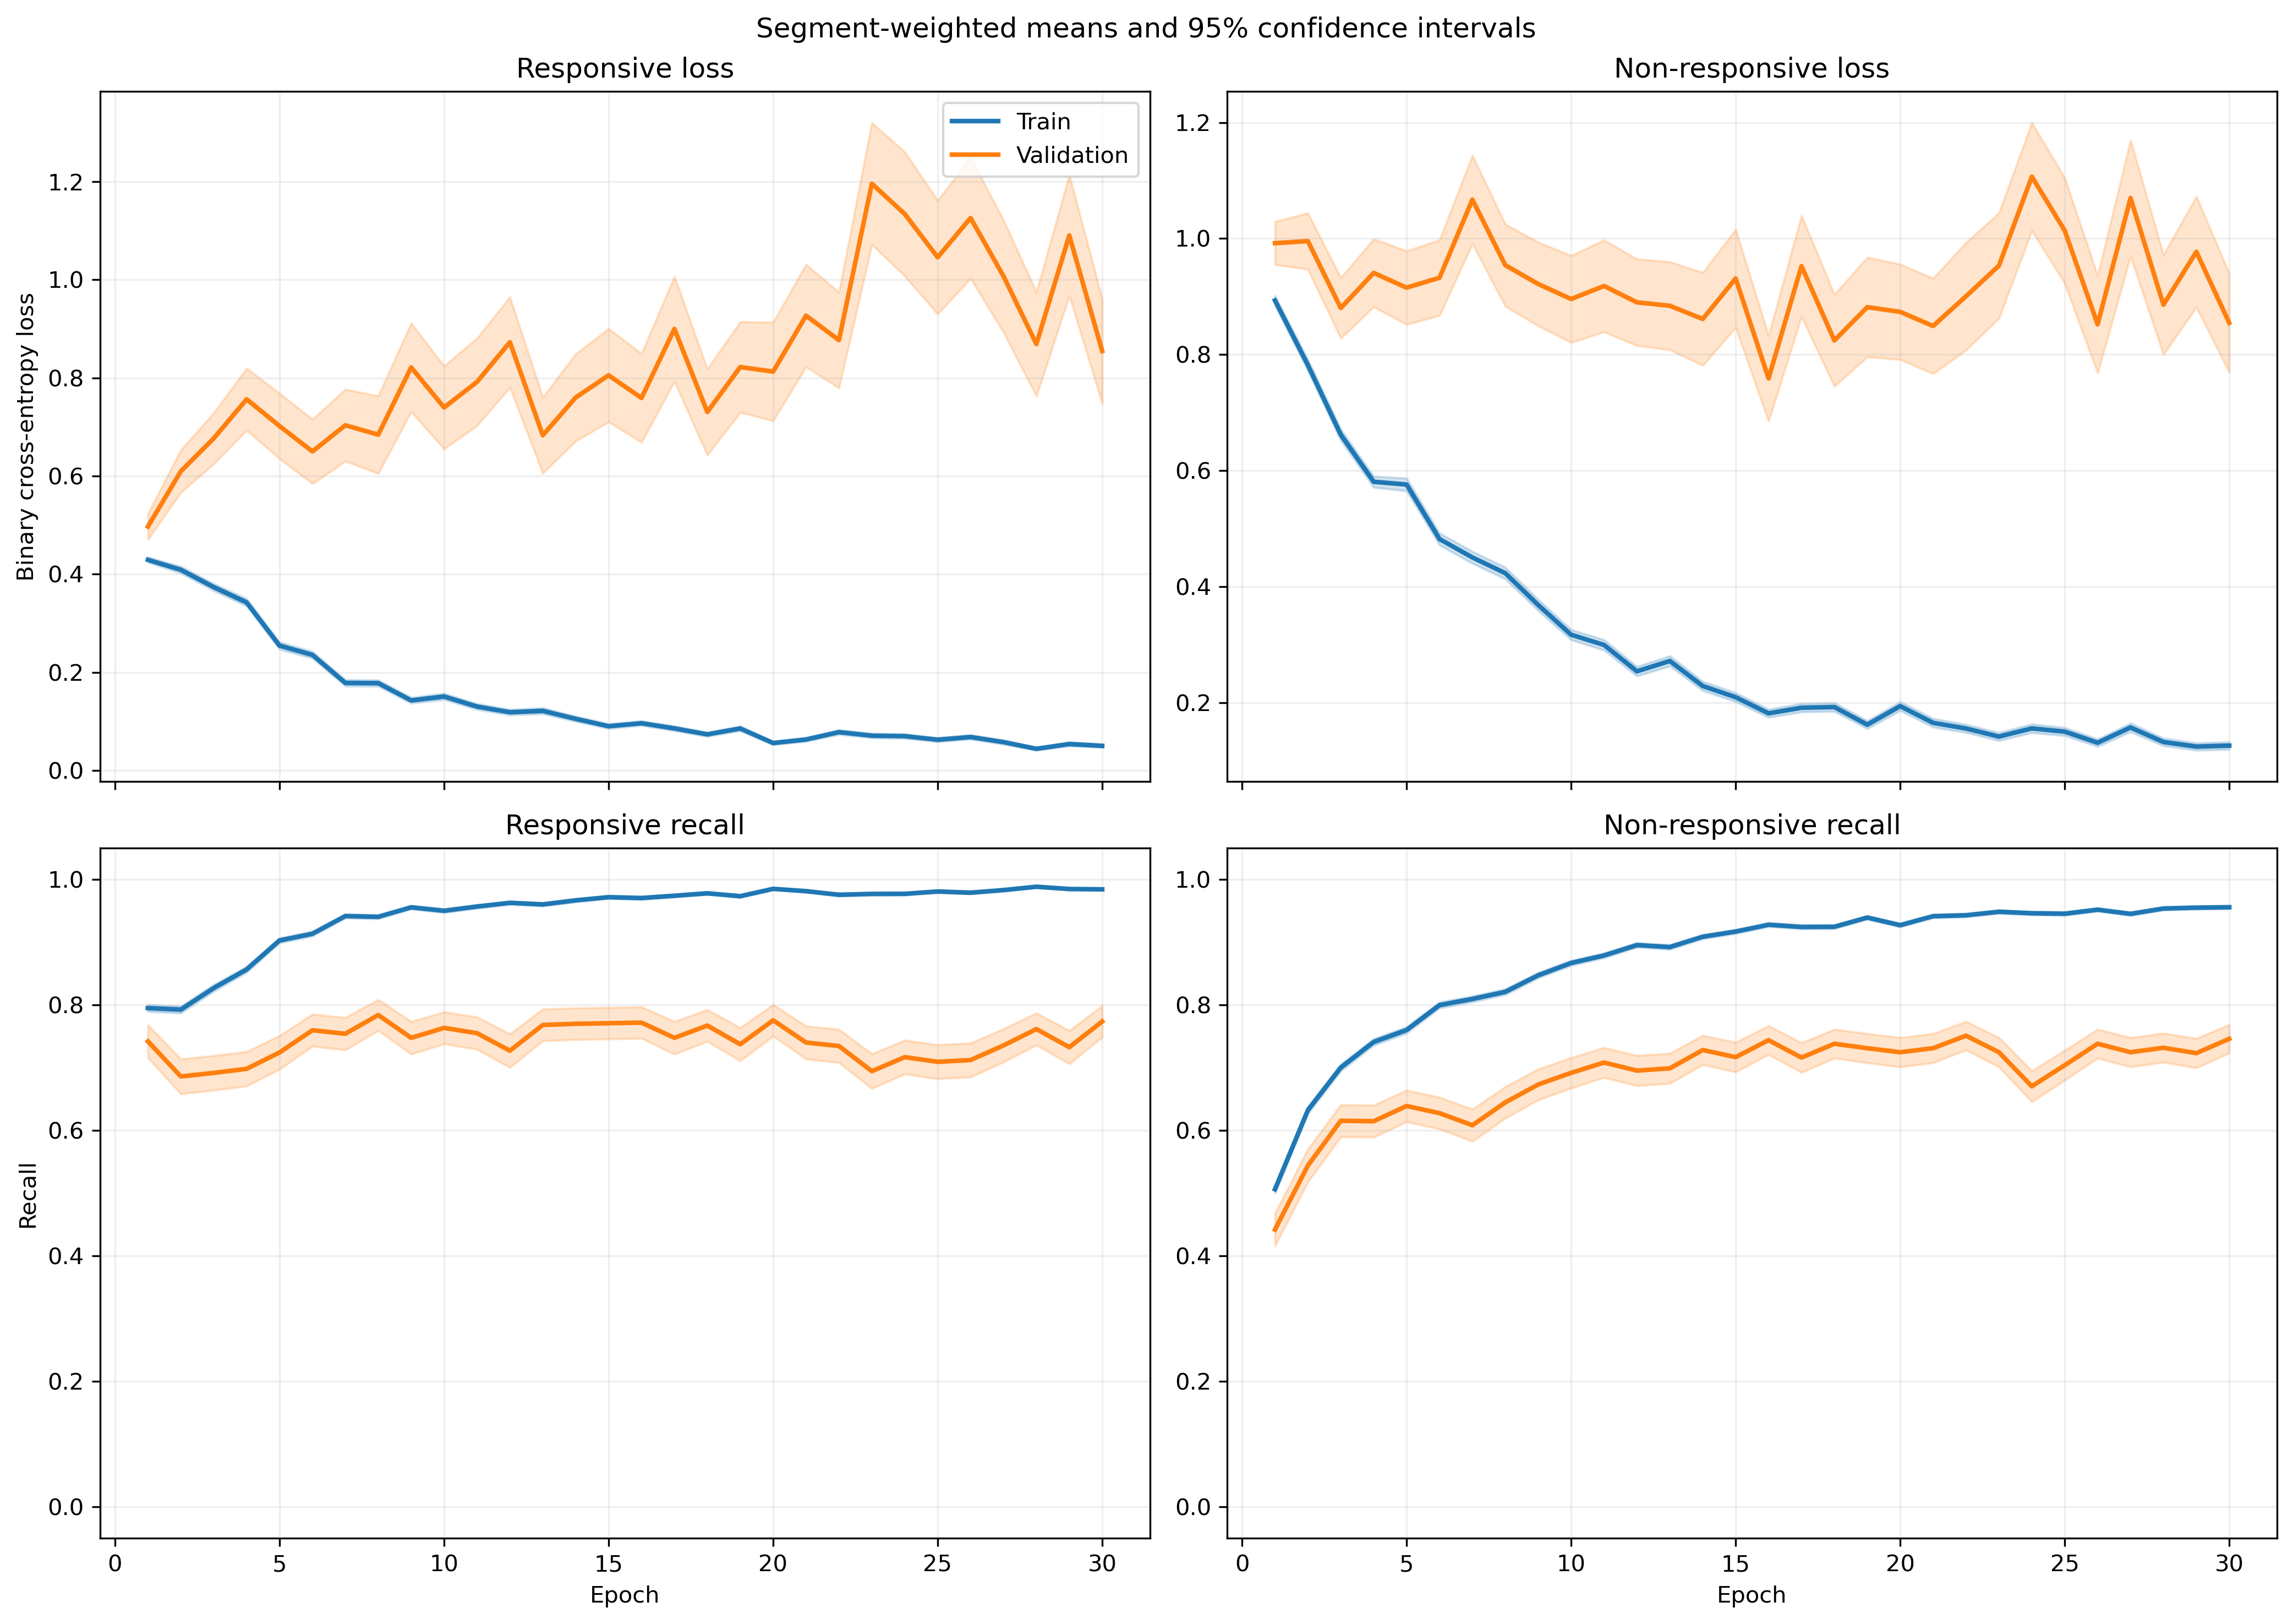 Segment-weighted means and 95% confidence intervals
Responsive loss
Non-responsive loss
Train
Validation
Binary cross-entropy loss
1.2
1.0
0.8
0.6
0.4
0.2
0.0
1.2
1.0
0.8
0.6
0.4
0.2
Responsive recall
Non-responsive recall
Recall
1.0
0.8
0.6
0.4
0.2
0.0
0 5 10 15 20 25 30
Epoch
1.0
0.8
0.6
0.4
0.2
0.0
0 5 10 15 20 25 30
Epoch